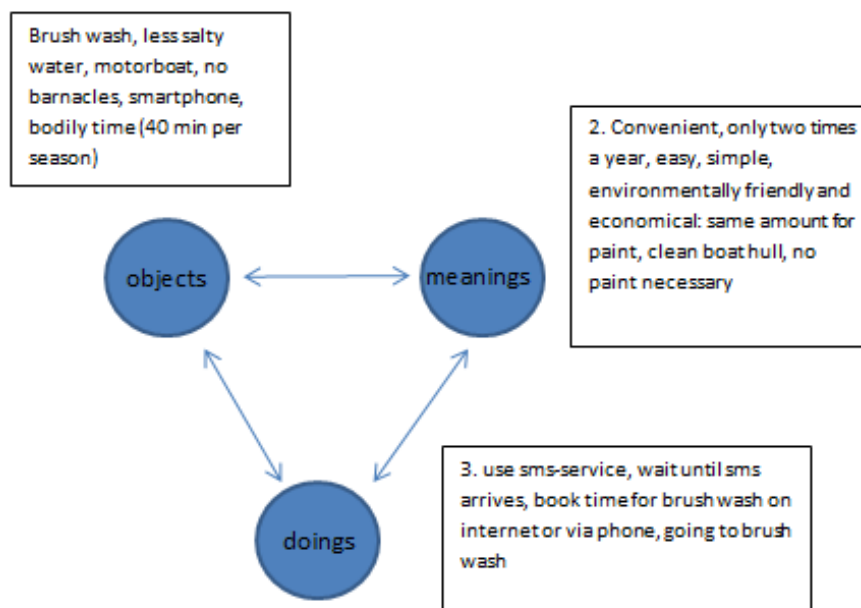 Brush wash, less salty
water, motorboat, no
barnacles, smartphone,
bodily time (40 min per
season)
2. Convenient, only two times
a year, easy, simple,
environmentally friendly and
economical: same amount for
paint, clean boat hull, no
paint necessary
objects
meanings
3. use sms-service, wait until sms
arrives, book time for brush wash on
internet or via phone, going to brush
wash
doings